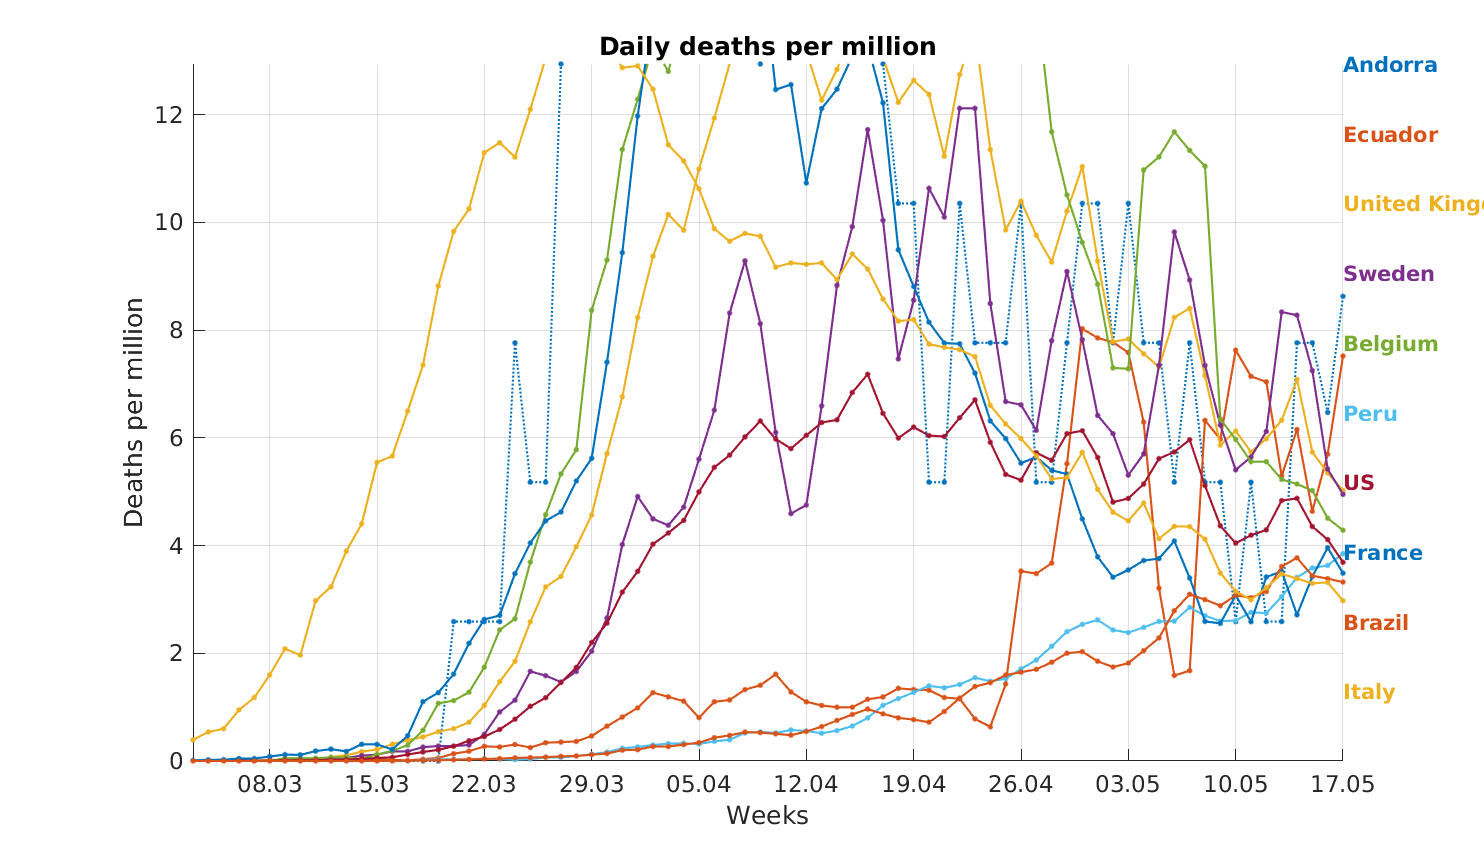 Daily deaths per million
Andorra
Ecuador
United King
Sweden
Belgium
Peru
US
France
Brazil
Italy
12
10
8
6
4
2
0
Deaths per million
08.03 15.03 22.03 29.03 05.04 12.04 19.04 26.04 03.05 10.05 17.05
Weeks